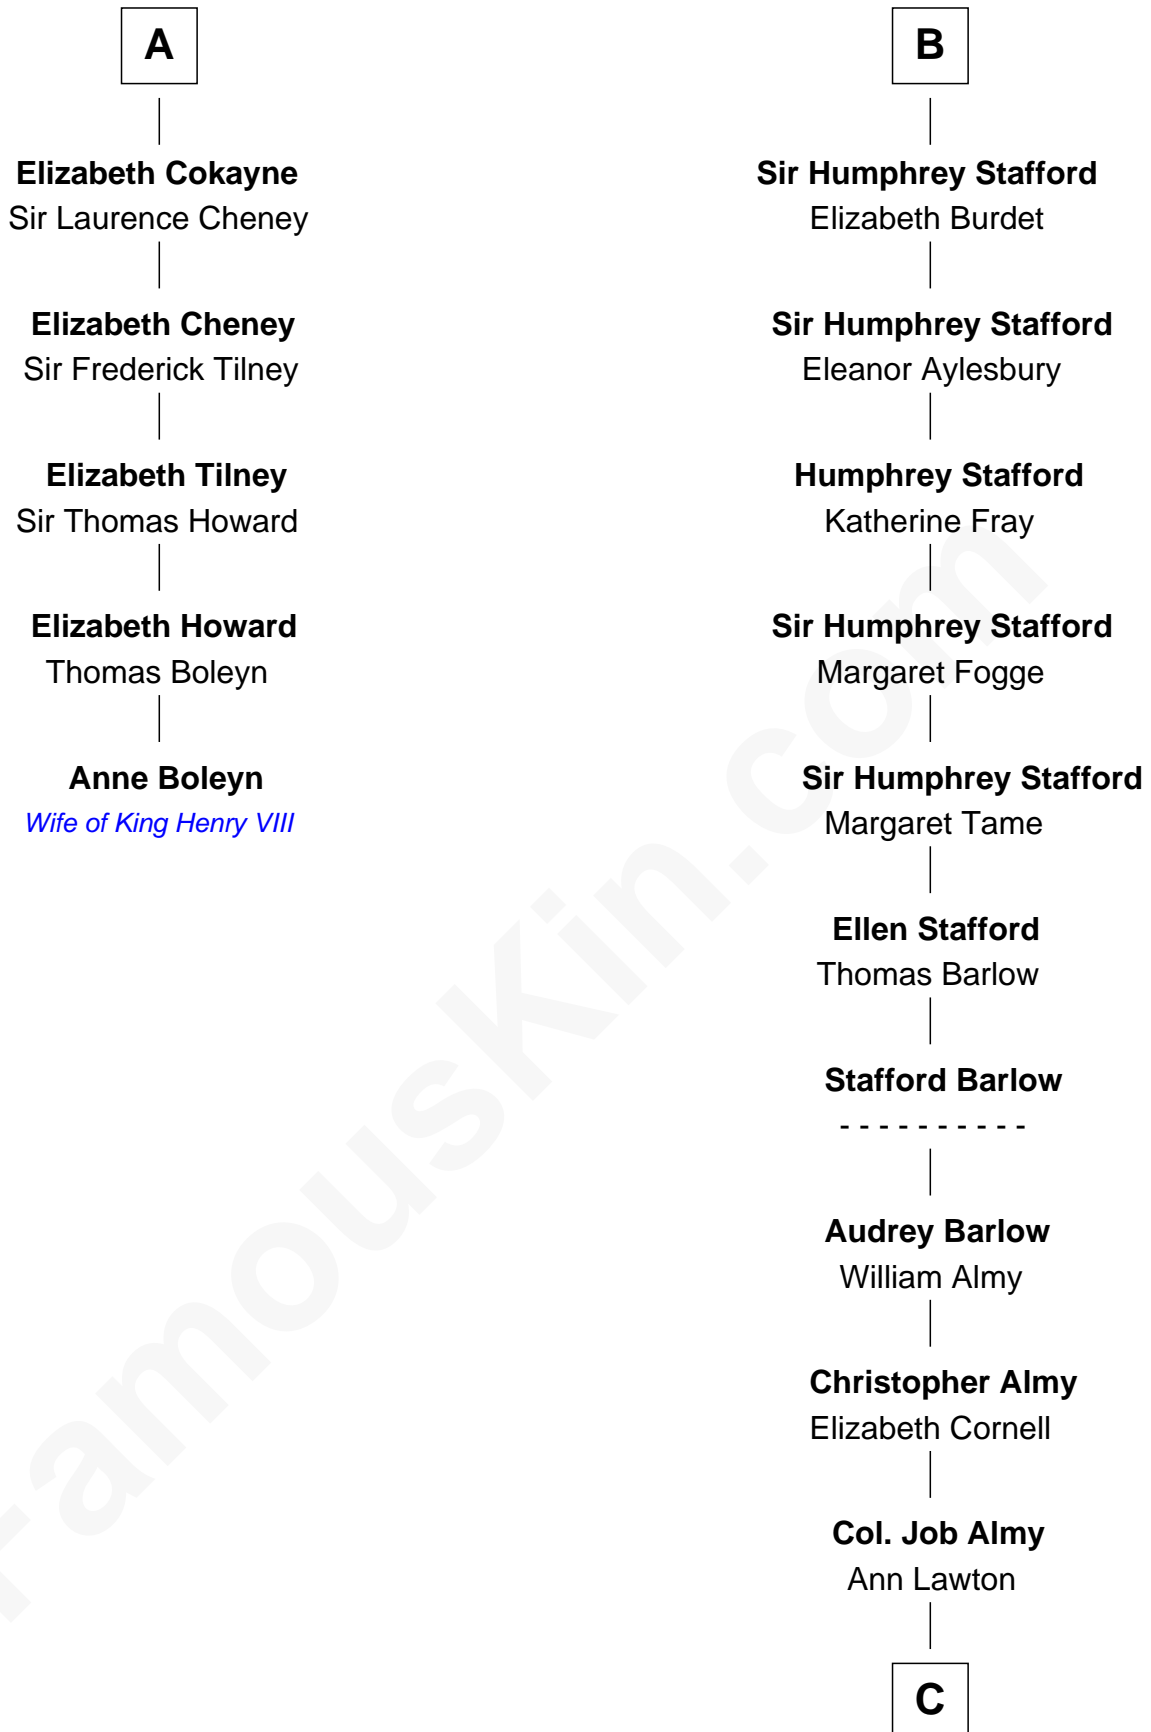 A
Elizabeth Cokayne
Sir Laurence Cheney
Elizabeth Cheney
Sir Frederick Tilney
Elizabeth Tilney
Sir Thomas Howard
Elizabeth Howard
Thomas Boleyn
Anne Boleyn
Wife of King Henry VIII
B
Sir Humphrey Stafford
Elizabeth Burdet
Sir Humphrey Stafford
Eleanor Aylesbury
Humphrey Stafford
Katherine Fray
Sir Humphrey Stafford
Margaret Fogge
Sir Humphrey Stafford
Margaret Tame
Ellen Stafford
Thomas Barlow
Stafford Barlow
- - - - - - - - - -
Audrey Barlow
William Almy
Christopher Almy
Elizabeth Cornell
Col. Job Almy
Ann Lawton
C
FamousKin.com